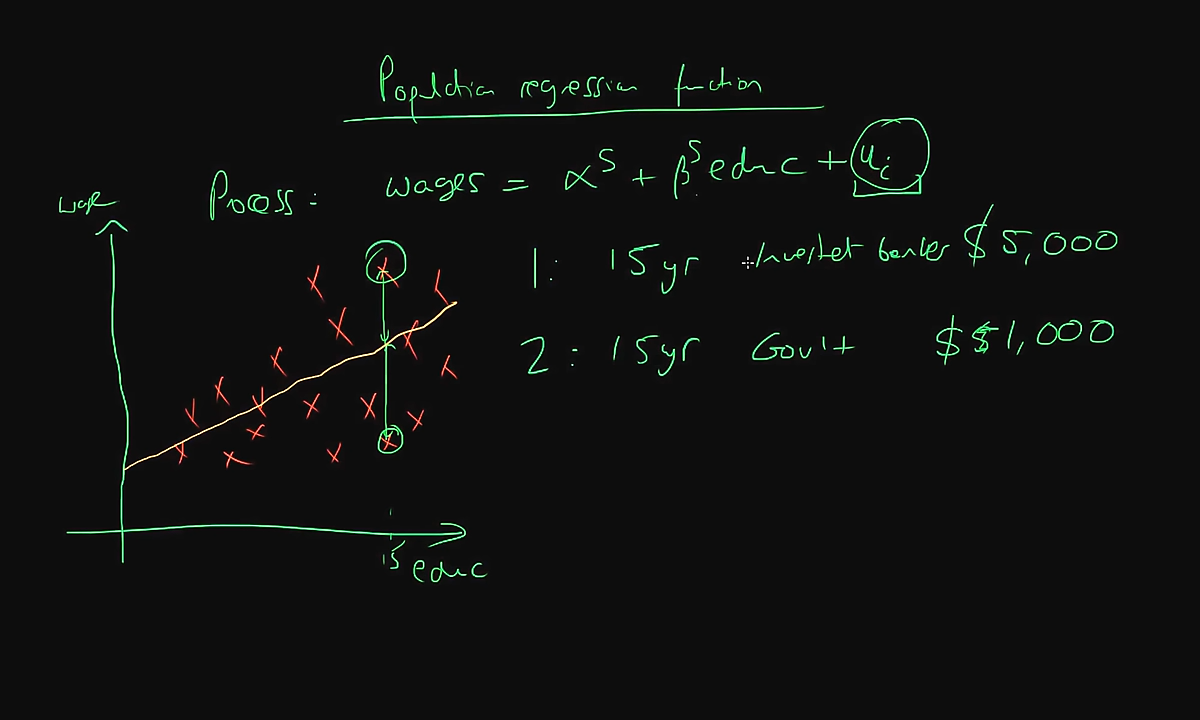 Population regression function
Process: wages = α^s + β^s educ + u_i
wage
1: 15yr Investet banker $5,000
2: 15yr Gov't $$1,000
15
educ